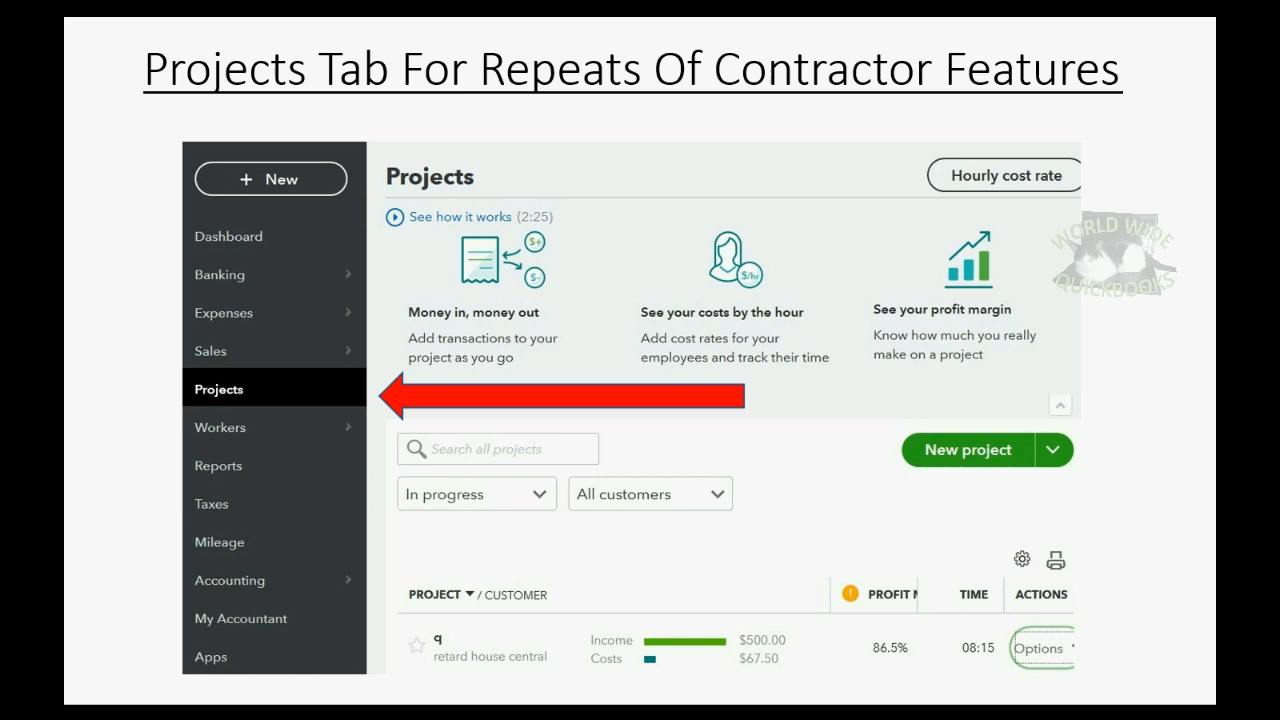 Projects Tab For Repeats Of Contractor Features
+ New
Dashboard
Banking
Expenses
Sales
Projects
Workers
Reports
Taxes
Mileage
Accounting
My Accountant
Apps
Projects
Hourly cost rate
See how it works (2:25)
$+
$-
$/hr
Money in, money out
Add transactions to your
project as you go
See your costs by the hour
Add cost rates for your
employees and track their time
See your profit margin
Know how much you really
make on a project
WORLD WIDE
QUICKBOOKS
Search all projects
New project
In progress
All customers
PROJECT / CUSTOMER
! PROFIT
TIME
ACTIONS
q
retard house central
Income $500.00
Costs $67.50
86.5%
08:15
Options